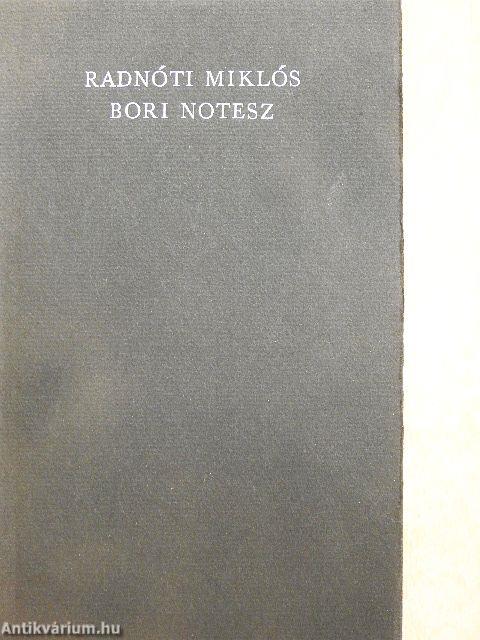 RADNÓTI MIKLÓS
BORI NOTESZ
Antikvárium.hu